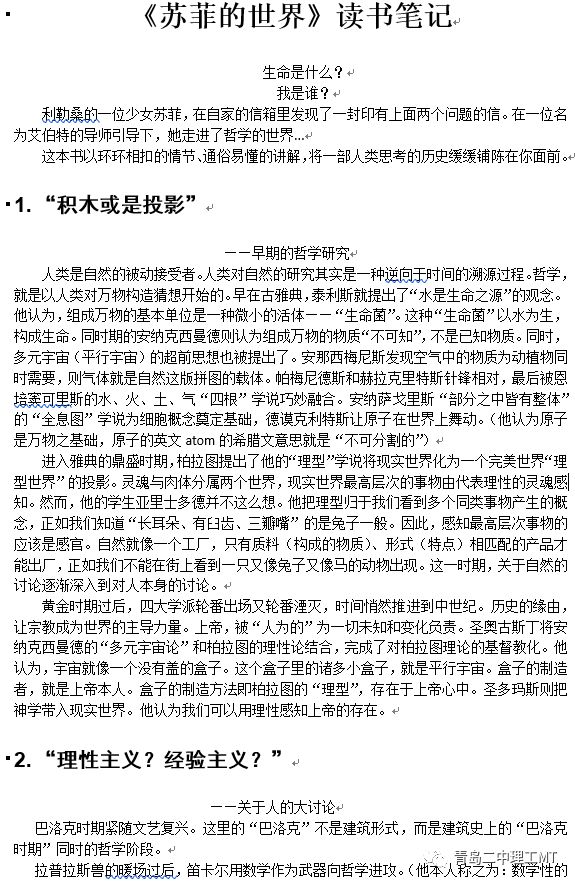 《苏菲的世界》读书笔记
生命是什么？
我是谁？
利勒桑的一位少女苏菲，在自家的信箱里发现了一封印有上面两个问题的信。在一位名
为艾伯特的导师引导下，她走进了哲学的世界...
这本书以环环相扣的情节、通俗易懂的讲解，将一部人类思考的历史缓缓铺陈在你面前。
1. “积木或是投影”
——早期的哲学研究
人类是自然的被动接受者。人类对自然的研究其实是一种逆向于时间的溯源过程。哲学，
就是以人类对万物构造猜想开始的。早在古雅典，泰利斯就提出了“水是生命之源”的观念。
他认为，组成万物的基本单位是一种微小的活体——“生命菌”。这种“生命菌”以水为生，
构成生命。同时期的安纳克西曼德则认为组成万物的物质“不可知”，不是已知物质。同时，
多元宇宙（平行宇宙）的超前思想也被提出了。安那西梅尼斯发现空气中的物质为动植物同
时需要，则气体就是自然这版拼图的载体。帕梅尼德斯和赫拉克里特斯针锋相对，最后被恩
培窦可里斯的水、火、土、气“四根”学说巧妙融合。安纳萨戈里斯“部分之中皆有整体”
的“全息图”学说为细胞概念奠定基础，德谟克利特斯让原子在世界上舞动。（他认为原子
是万物之基础，原子的英文 atom 的希腊文意思就是“不可分割的”）
进入雅典的鼎盛时期，柏拉图提出了他的“理型”学说将现实世界化为一个完美世界“理
型世界”的投影。灵魂与肉体分属两个世界，现实世界最高层次的事物由代表理性的灵魂感
知。然而，他的学生亚里士多德并不这么想。他把理型归于我们看到多个同类事物产生的概
念，正如我们知道“长耳朵、有臼齿、三瓣嘴”的是兔子一般。因此，感知最高层次事物的
应该是感官。自然就像一个工厂，只有质料（构成的物质）、形式（特点）相匹配的产品才
能出厂，正如我们不能在街上看到一只又像兔子又像马的动物出现。这一时期，关于自然的
讨论逐渐深入到对人本身的讨论。
黄金时期过后，四大学派轮番出场又轮番湮灭，时间悄然推进到中世纪。历史的缘由，
让宗教成为世界的主导力量。上帝，被“人为的”为一切未知和变化负责。圣奥古斯丁将安
纳克西曼德的“多元宇宙论”和柏拉图的理性论结合，完成了对柏拉图理论的基督教化。他
认为，宇宙就像一个没有盖的盒子。这个盒子里的诸多小盒子，就是平行宇宙。盒子的制造
者，就是上帝本人。盒子的制造方法即柏拉图的“理型”，存在于上帝心中。圣多玛斯则把
神学带入现实世界。他认为我们可以用理性感知上帝的存在。
2. “理性主义？经验主义？”
——关于人的大讨论
巴洛克时期紧随文艺复兴。这里的“巴洛克”不是建筑形式，而是建筑史上的“巴洛克
时期”同时的哲学阶段。
拉普拉斯兽的暖场过后，笛卡尔用数学作为武器向哲学进攻。（他本人称之为：数学性的
青岛二中理工MT